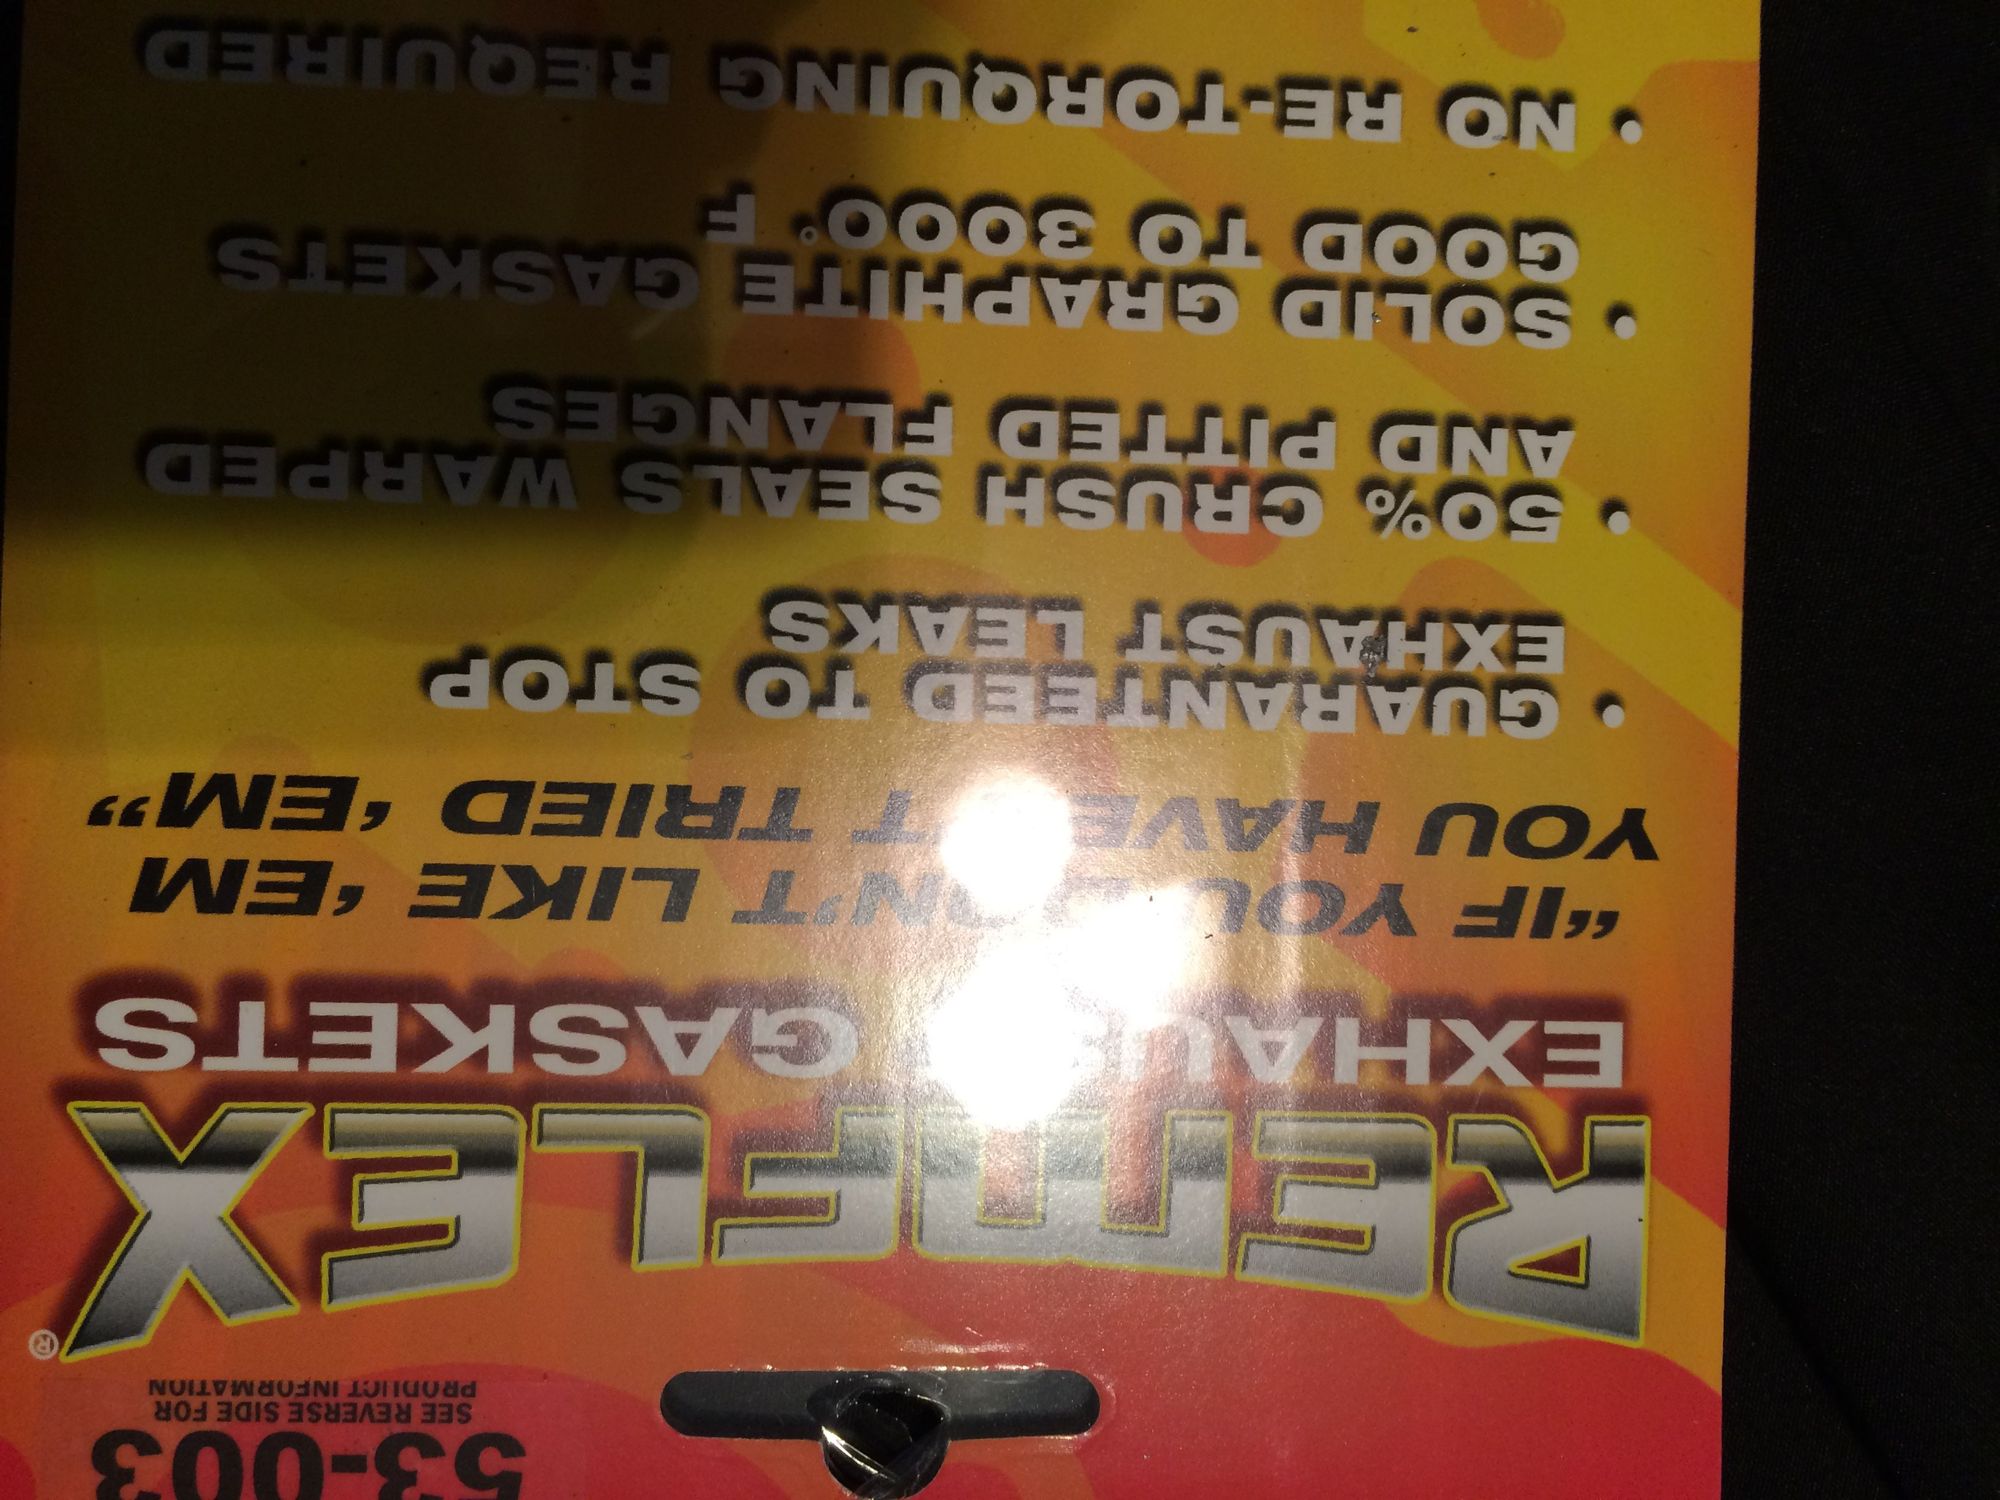 53-003
SEE REVERSE SIDE FOR
PRODUCT INFORMATION
REMFLEX®
EXHAUST GASKETS
"IF YOU DON'T LIKE 'EM
YOU HAVEN'T TRIED 'EM"
• GUARANTEED TO STOP
EXHAUST LEAKS
• 50% CRUSH SEALS WARPED
AND PITTED FLANGES
• SOLID GRAPHITE GASKETS
GOOD TO 3000° F
• NO RE-TORQUING REQUIRED